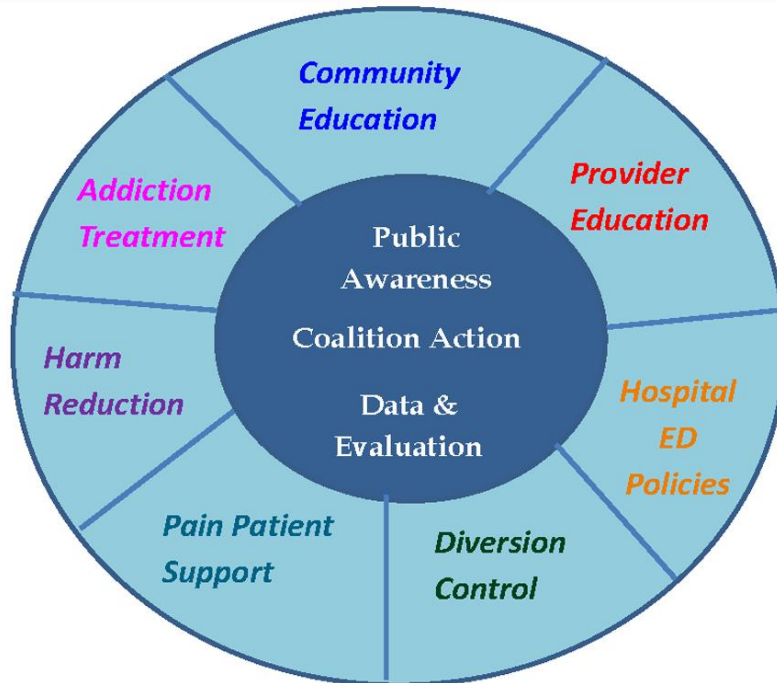 Community
Education
Provider
Education
Hospital
ED
Policies
Diversion
Control
Pain Patient
Support
Harm
Reduction
Addiction
Treatment
Public
Awareness
Coalition Action
Data &
Evaluation